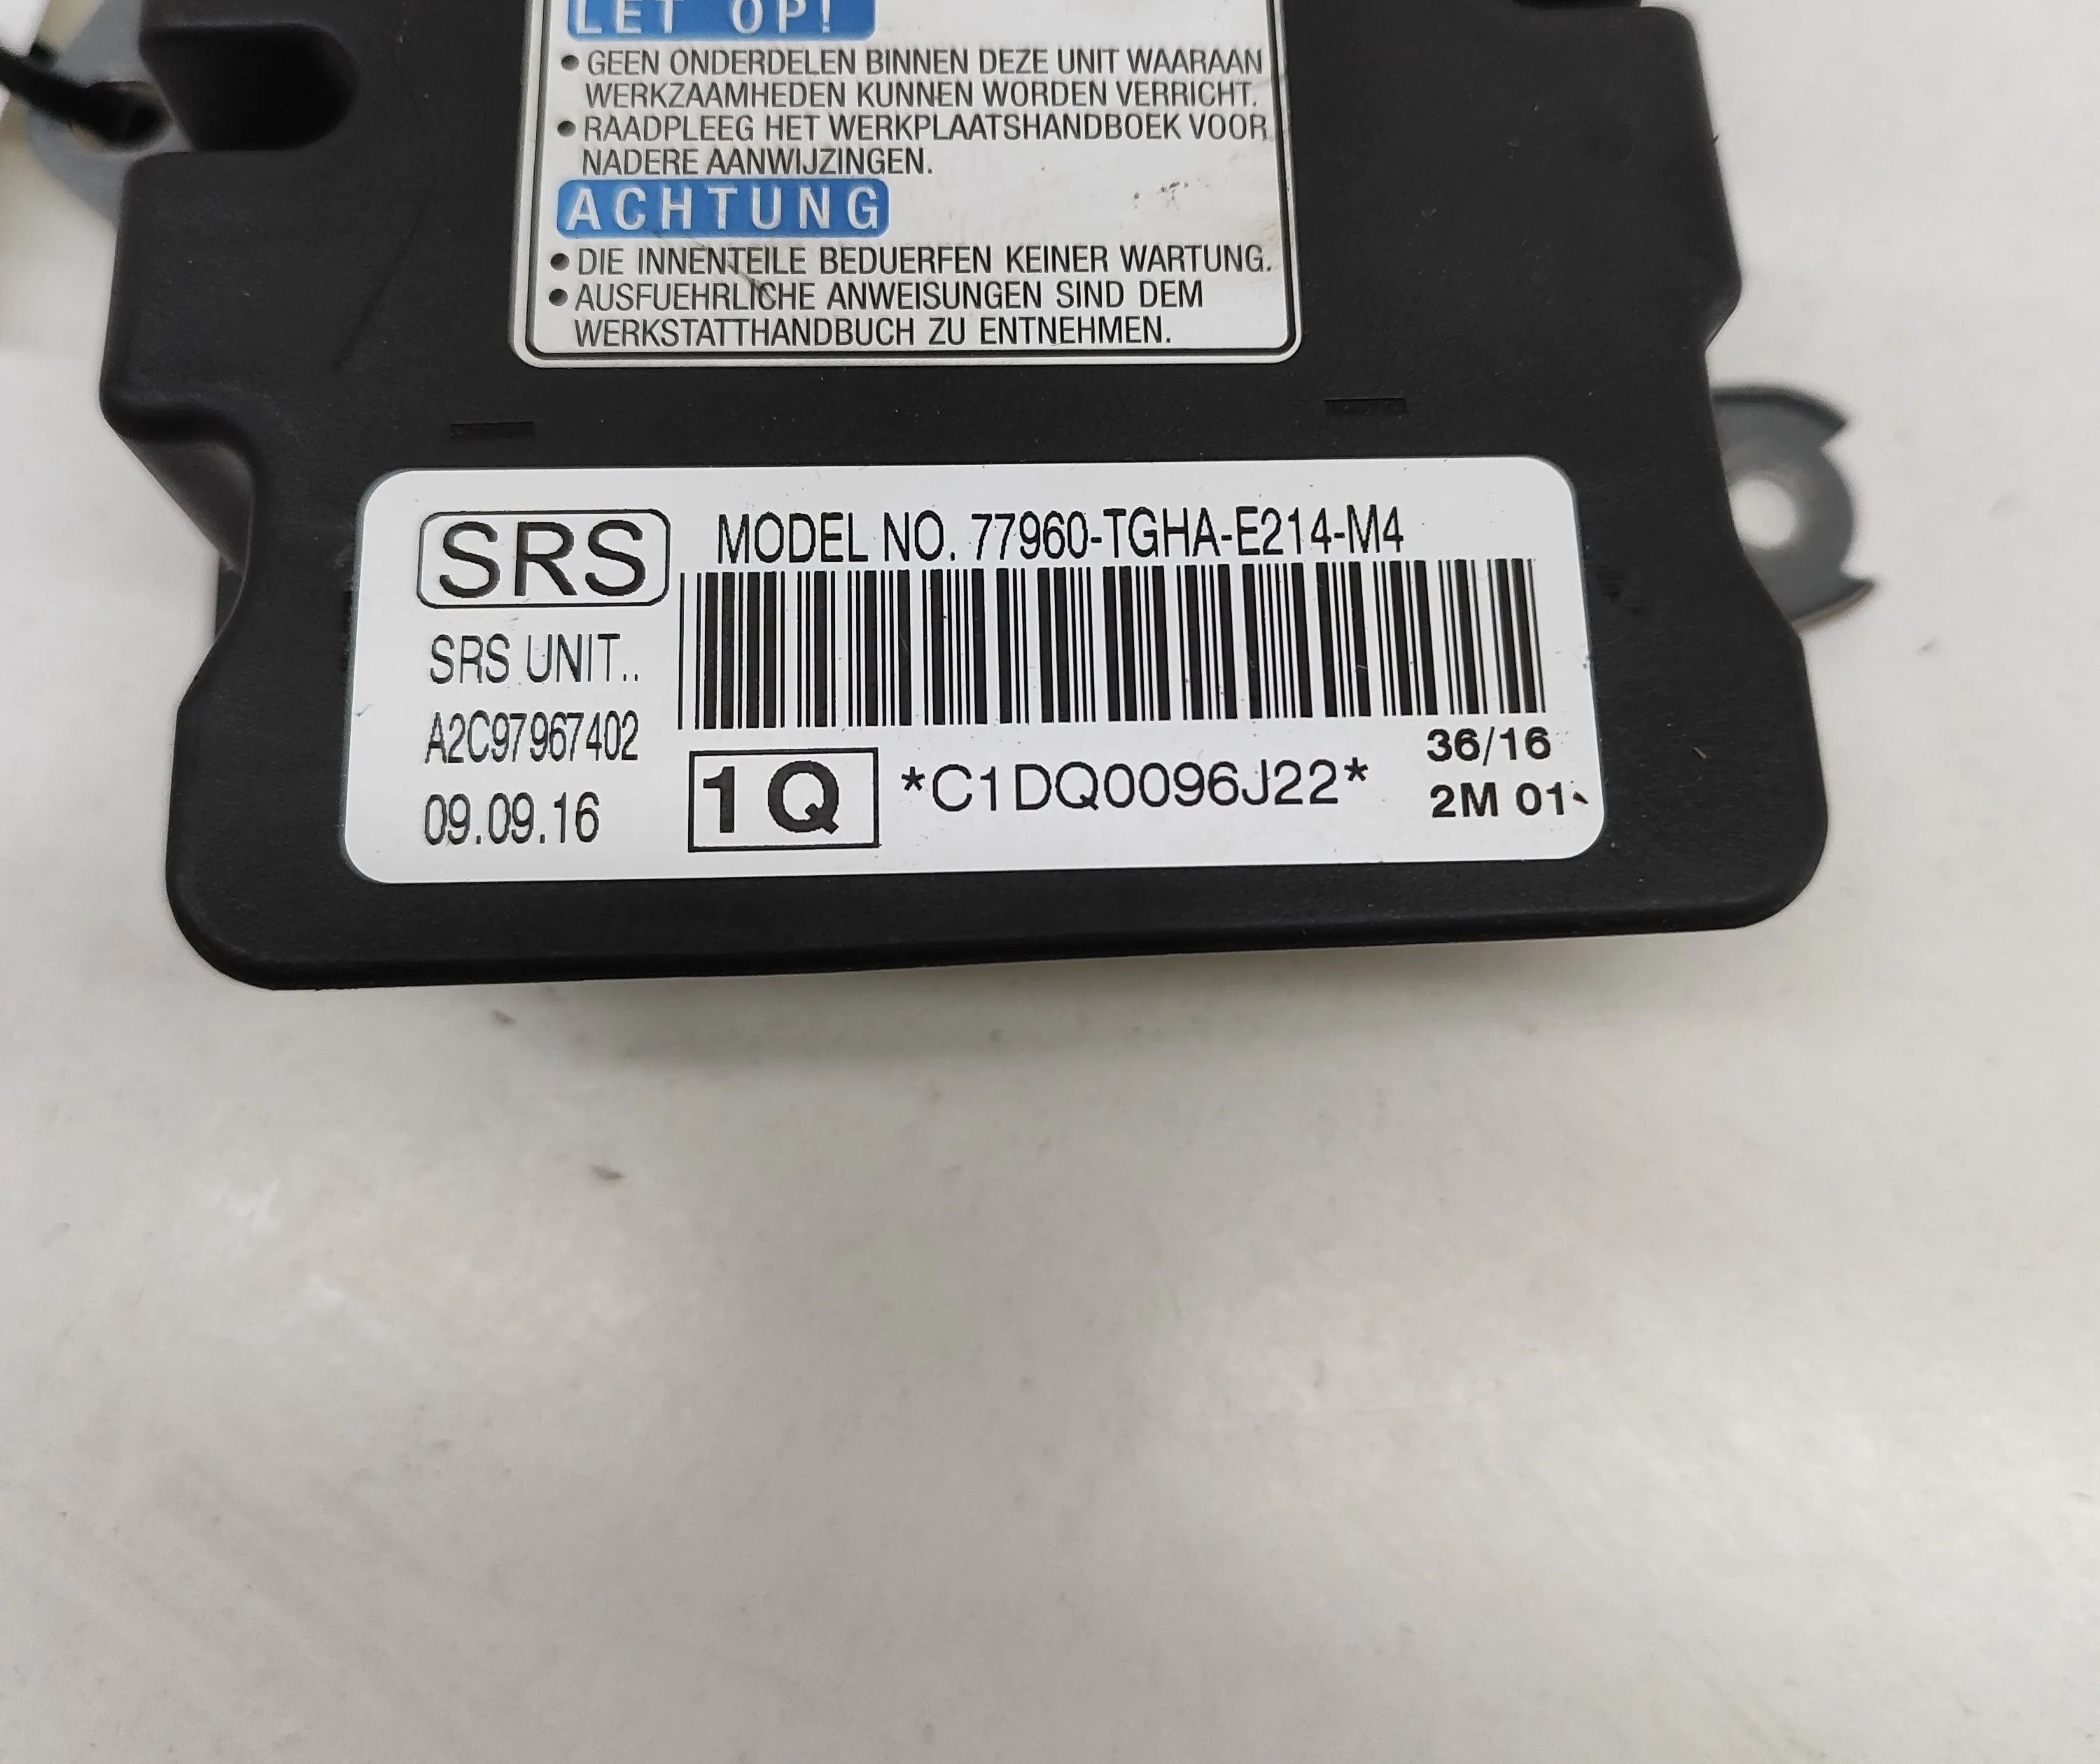 LET OP!
• GEEN ONDERDELEN BINNEN DEZE UNIT WAARAAN
WERKZAAMHEDEN KUNNEN WORDEN VERRICHT.
• RAADPLEEG HET WERKPLAATSHANDBOEK VOOR
NADERE AANWIJZINGEN.
ACHTUNG
• DIE INNENTEILE BEDUERFEN KEINER WARTUNG.
• AUSFUEHRLICHE ANWEISUNGEN SIND DEM
WERKSTATTHANDBUCH ZU ENTNEHMEN.
SRS
MODEL NO. 77960-TGHA-E214-M4
SRS UNIT..
A2C97967402
09.09.16
1Q
*C1DQ0096J22*
36/16
2M 01